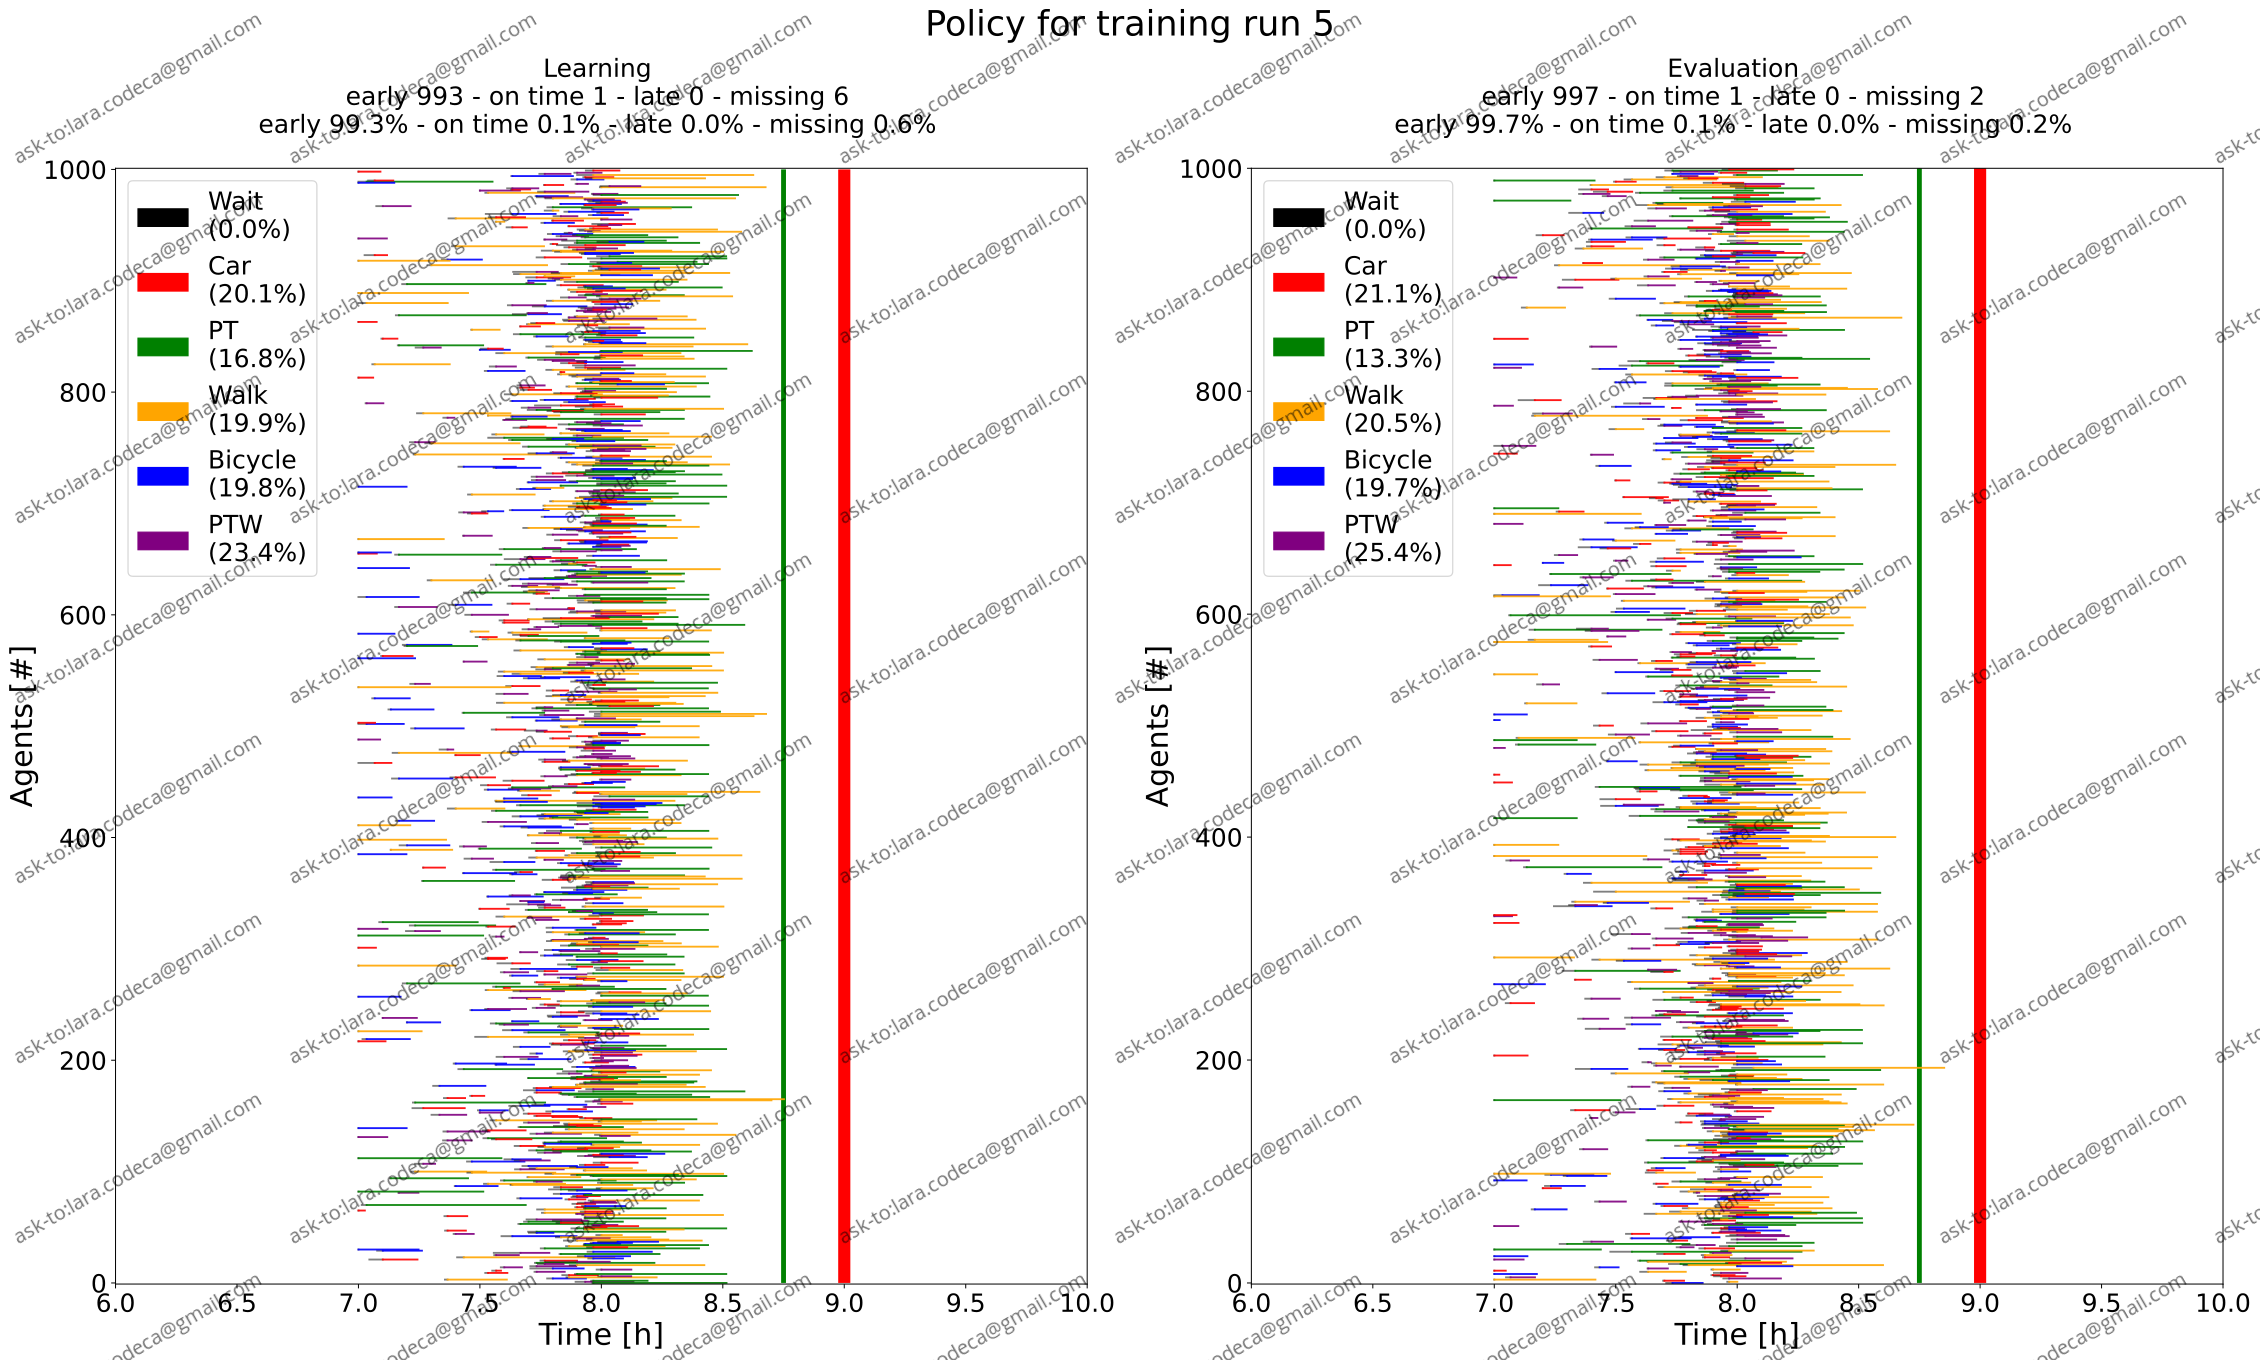 Policy for training run 5
Learning
early 993 - on time 1 - late 0 - missing 6
early 99.3% - on time 0.1% - late 0.0% - missing 0.6%
1000
800
600
400
200
0
Agents [#]
Wait
(0.0%)
Car
(20.1%)
PT
(16.8%)
Walk
(19.9%)
Bicycle
(19.8%)
PTW
(23.4%)
6.0 6.5 7.0 7.5 8.0 8.5 9.0 9.5 10.0
Time [h]
Evaluation
early 997 - on time 1 - late 0 - missing 2
early 99.7% - on time 0.1% - late 0.0% - missing 0.2%
1000
800
600
400
200
0
Agents [#]
Wait
(0.0%)
Car
(21.1%)
PT
(13.3%)
Walk
(20.5%)
Bicycle
(19.7%)
PTW
(25.4%)
6.0 6.5 7.0 7.5 8.0 8.5 9.0 9.5 10.0
Time [h]
ask-to:lara.codeca@gmail.com